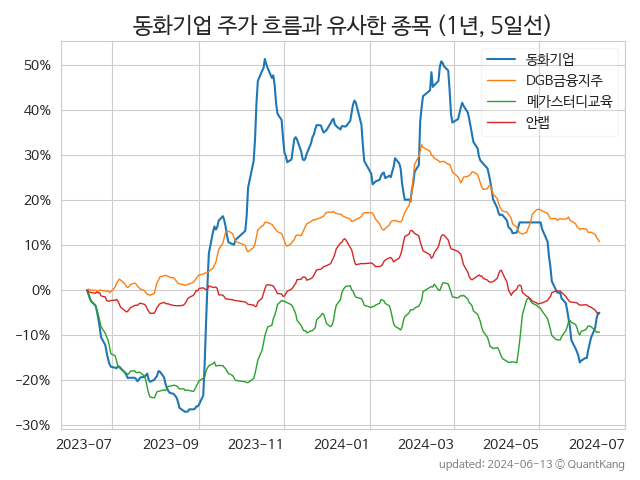 동화기업 주가 흐름과 유사한 종목 (1년, 5일선)
동화기업
DGB금융지주
메가스터디교육
안랩
50%
40%
30%
20%
10%
0%
-10%
-20%
-30%
2023-07
2023-09
2023-11
2024-01
2024-03
2024-05
2024-07
updated: 2024-06-13 © QuantKang